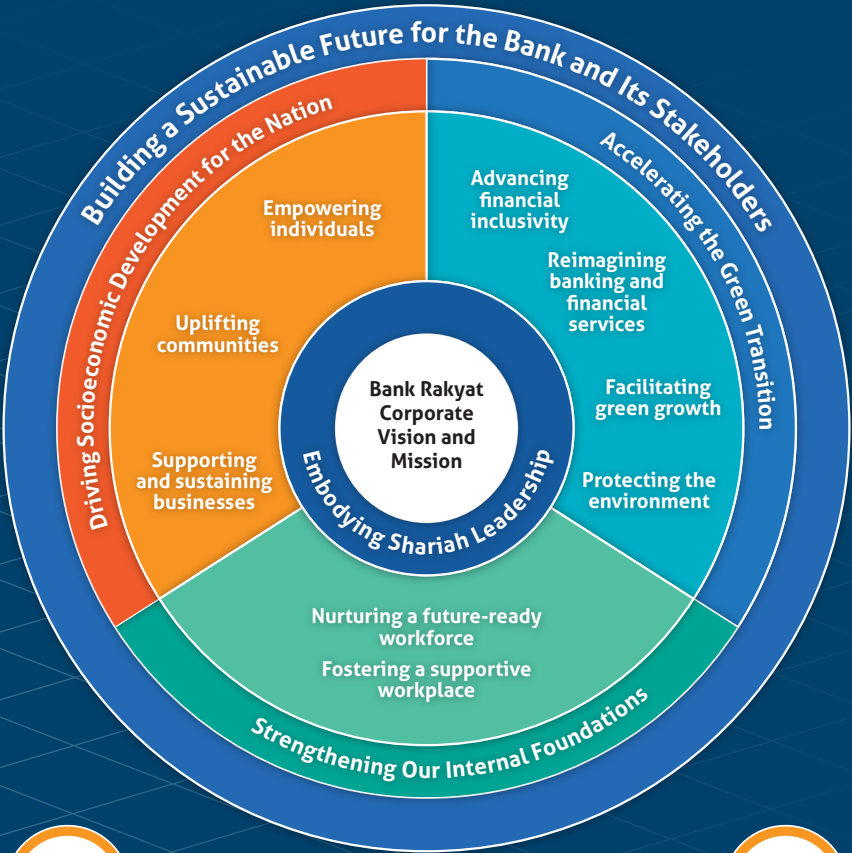 Building a Sustainable Future for the Bank and Its Stakeholders
Driving Socioeconomic Development for the Nation
Empowering
individuals
Uplifting
communities
Supporting
and sustaining
businesses
Accelerating the Green Transition
Advancing
financial
inclusivity
Reimagining
banking and
financial
services
Facilitating
green growth
Protecting the
environment
Bank Rakyat
Corporate
Vision and
Mission
Embodying Shariah Leadership
Nurturing a future-ready
workforce
Fostering a supportive
workplace
Strengthening Our Internal Foundations